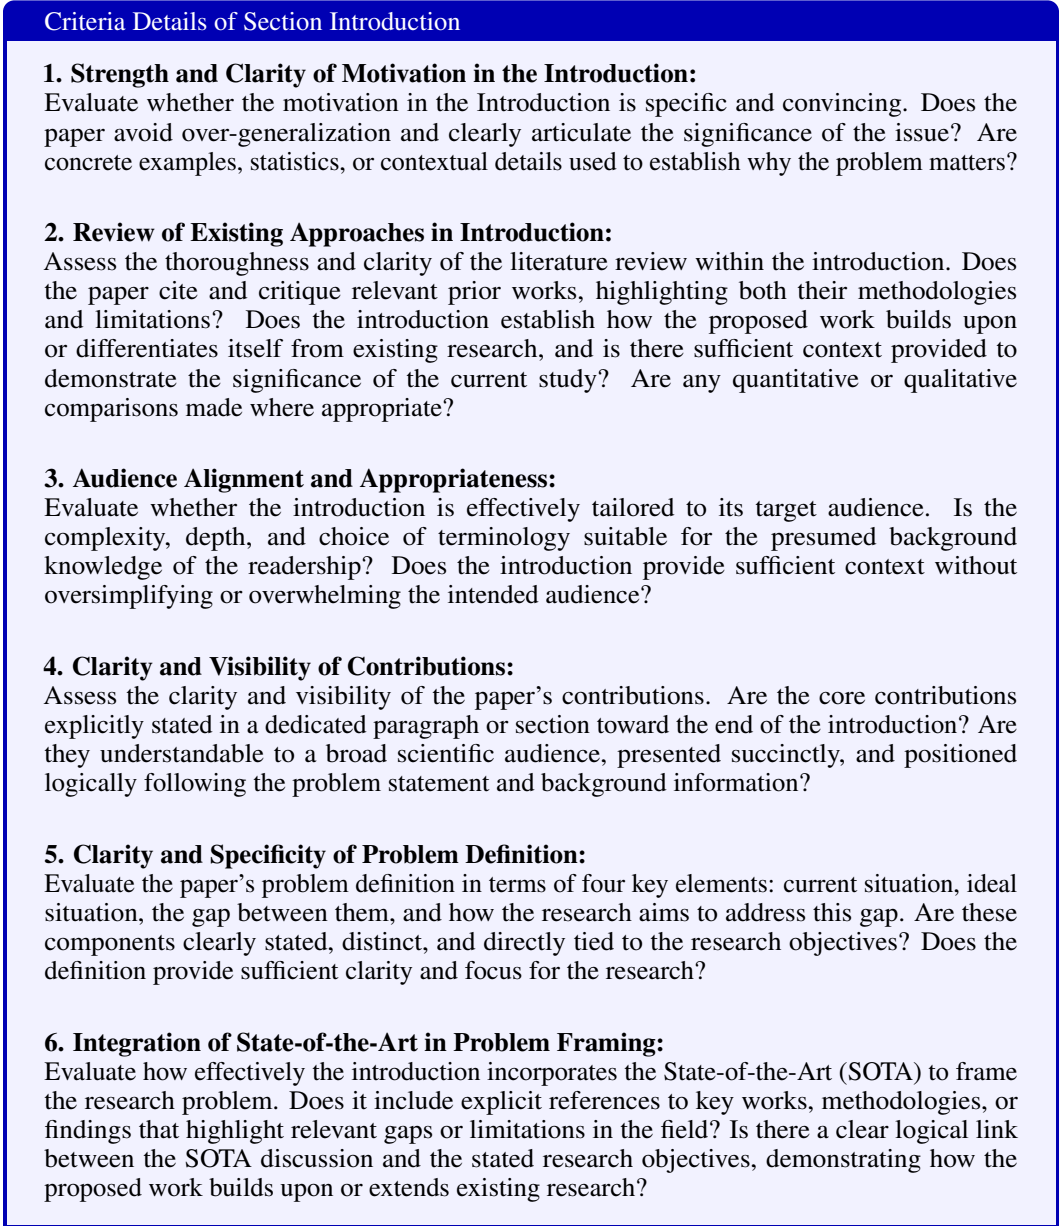 Criteria Details of Section Introduction
1. Strength and Clarity of Motivation in the Introduction:
Evaluate whether the motivation in the Introduction is specific and convincing. Does the
paper avoid over-generalization and clearly articulate the significance of the issue? Are
concrete examples, statistics, or contextual details used to establish why the problem matters?
2. Review of Existing Approaches in Introduction:
Assess the thoroughness and clarity of the literature review within the introduction. Does
the paper cite and critique relevant prior works, highlighting both their methodologies
and limitations? Does the introduction establish how the proposed work builds upon
or differentiates itself from existing research, and is there sufficient context provided to
demonstrate the significance of the current study? Are any quantitative or qualitative
comparisons made where appropriate?
3. Audience Alignment and Appropriateness:
Evaluate whether the introduction is effectively tailored to its target audience. Is the
complexity, depth, and choice of terminology suitable for the presumed background
knowledge of the readership? Does the introduction provide sufficient context without
oversimplifying or overwhelming the intended audience?
4. Clarity and Visibility of Contributions:
Assess the clarity and visibility of the paper's contributions. Are the core contributions
explicitly stated in a dedicated paragraph or section toward the end of the introduction? Are
they understandable to a broad scientific audience, presented succinctly, and positioned
logically following the problem statement and background information?
5. Clarity and Specificity of Problem Definition:
Evaluate the paper's problem definition in terms of four key elements: current situation, ideal
situation, the gap between them, and how the research aims to address this gap. Are these
components clearly stated, distinct, and directly tied to the research objectives? Does the
definition provide sufficient clarity and focus for the research?
6. Integration of State-of-the-Art in Problem Framing:
Evaluate how effectively the introduction incorporates the State-of-the-Art (SOTA) to frame
the research problem. Does it include explicit references to key works, methodologies, or
findings that highlight relevant gaps or limitations in the field? Is there a clear logical link
between the SOTA discussion and the stated research objectives, demonstrating how the
proposed work builds upon or extends existing research?